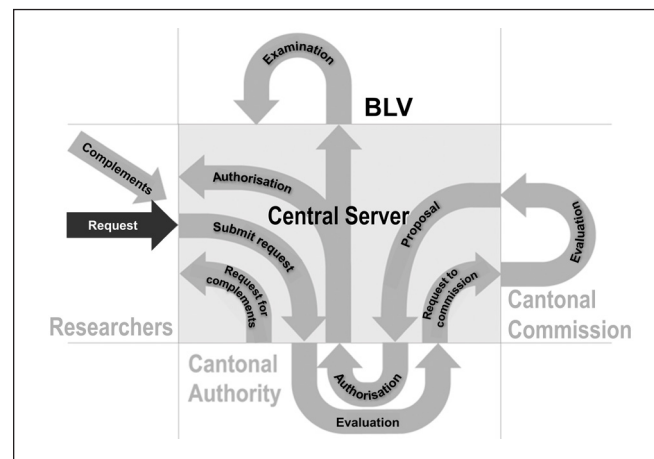 Examination
BLV
Complements
Authorisation
Central Server
Request
Submit request
Proposal
Evaluation
Request for
complements
Request to
commission
Researchers
Cantonal
Authority
Cantonal
Commission
Authorisation
Evaluation